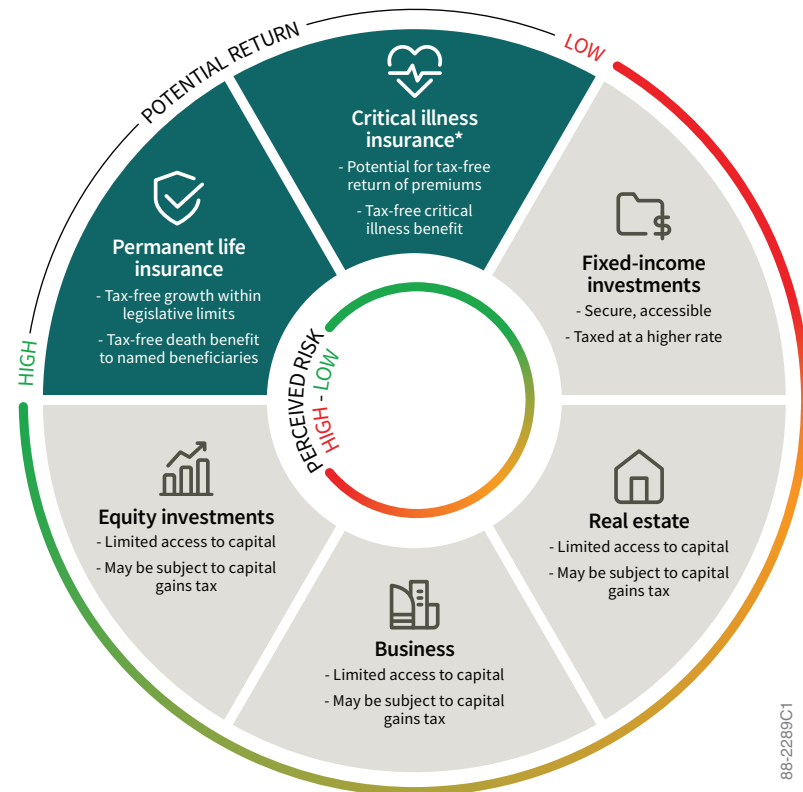 POTENTIAL RETURN
LOW
HIGH
Critical illness
insurance*
- Potential for tax-free
return of premiums
- Tax-free critical
illness benefit
Permanent life
insurance
- Tax-free growth within
legislative limits
- Tax-free death benefit
to named beneficiaries
Fixed-income
investments
- Secure, accessible
- Taxed at a higher rate
PERCEIVED RISK
HIGH - LOW
Equity investments
- Limited access to capital
- May be subject to capital
gains tax
Real estate
- Limited access to capital
- May be subject to capital
gains tax
Business
- Limited access to capital
- May be subject to capital
gains tax
88-2289C1